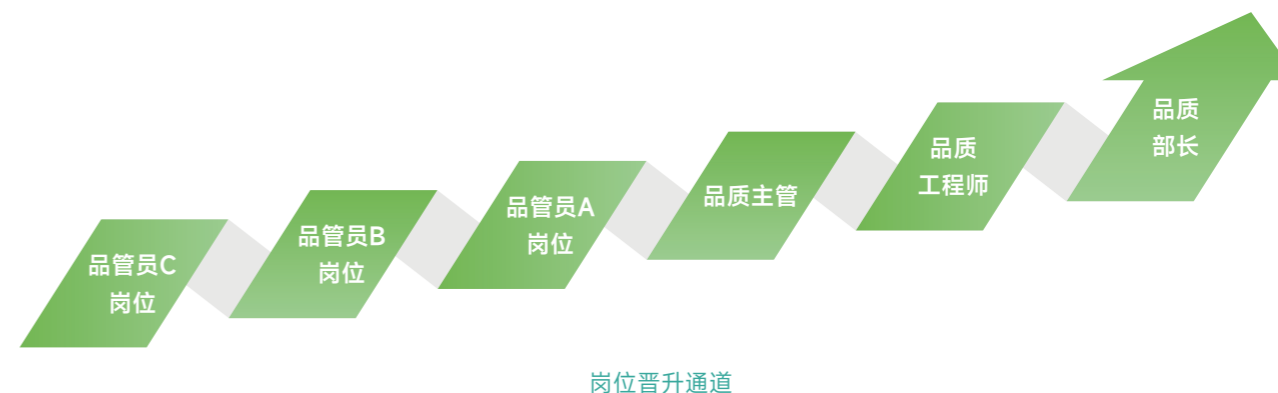 品管员C
岗位
品管员B
岗位
品管员A
岗位
品质主管
品质
工程师
品质
部长
岗位晋升通道